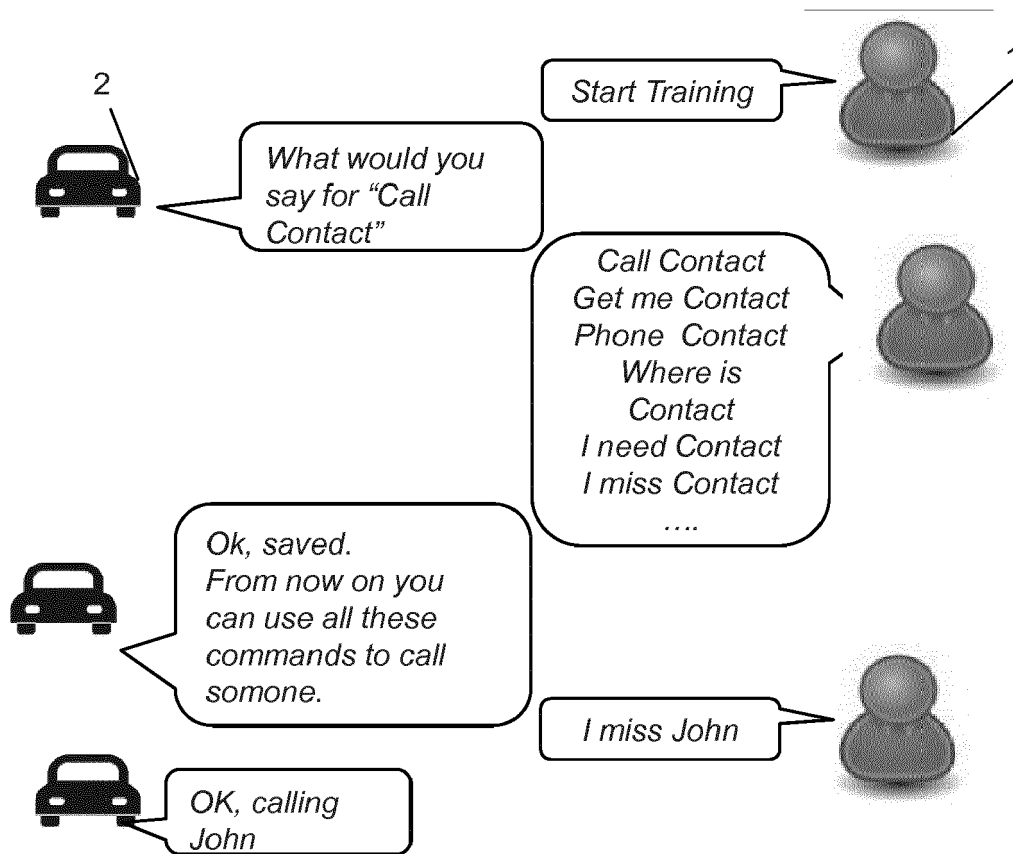 2
Start Training
What would you
say for “Call
Contact”
Call Contact
Get me Contact
Phone Contact
Where is
Contact
I need Contact
I miss Contact
....
Ok, saved.
From now on you
can use all these
commands to call
somone.
I miss John
OK, calling
John